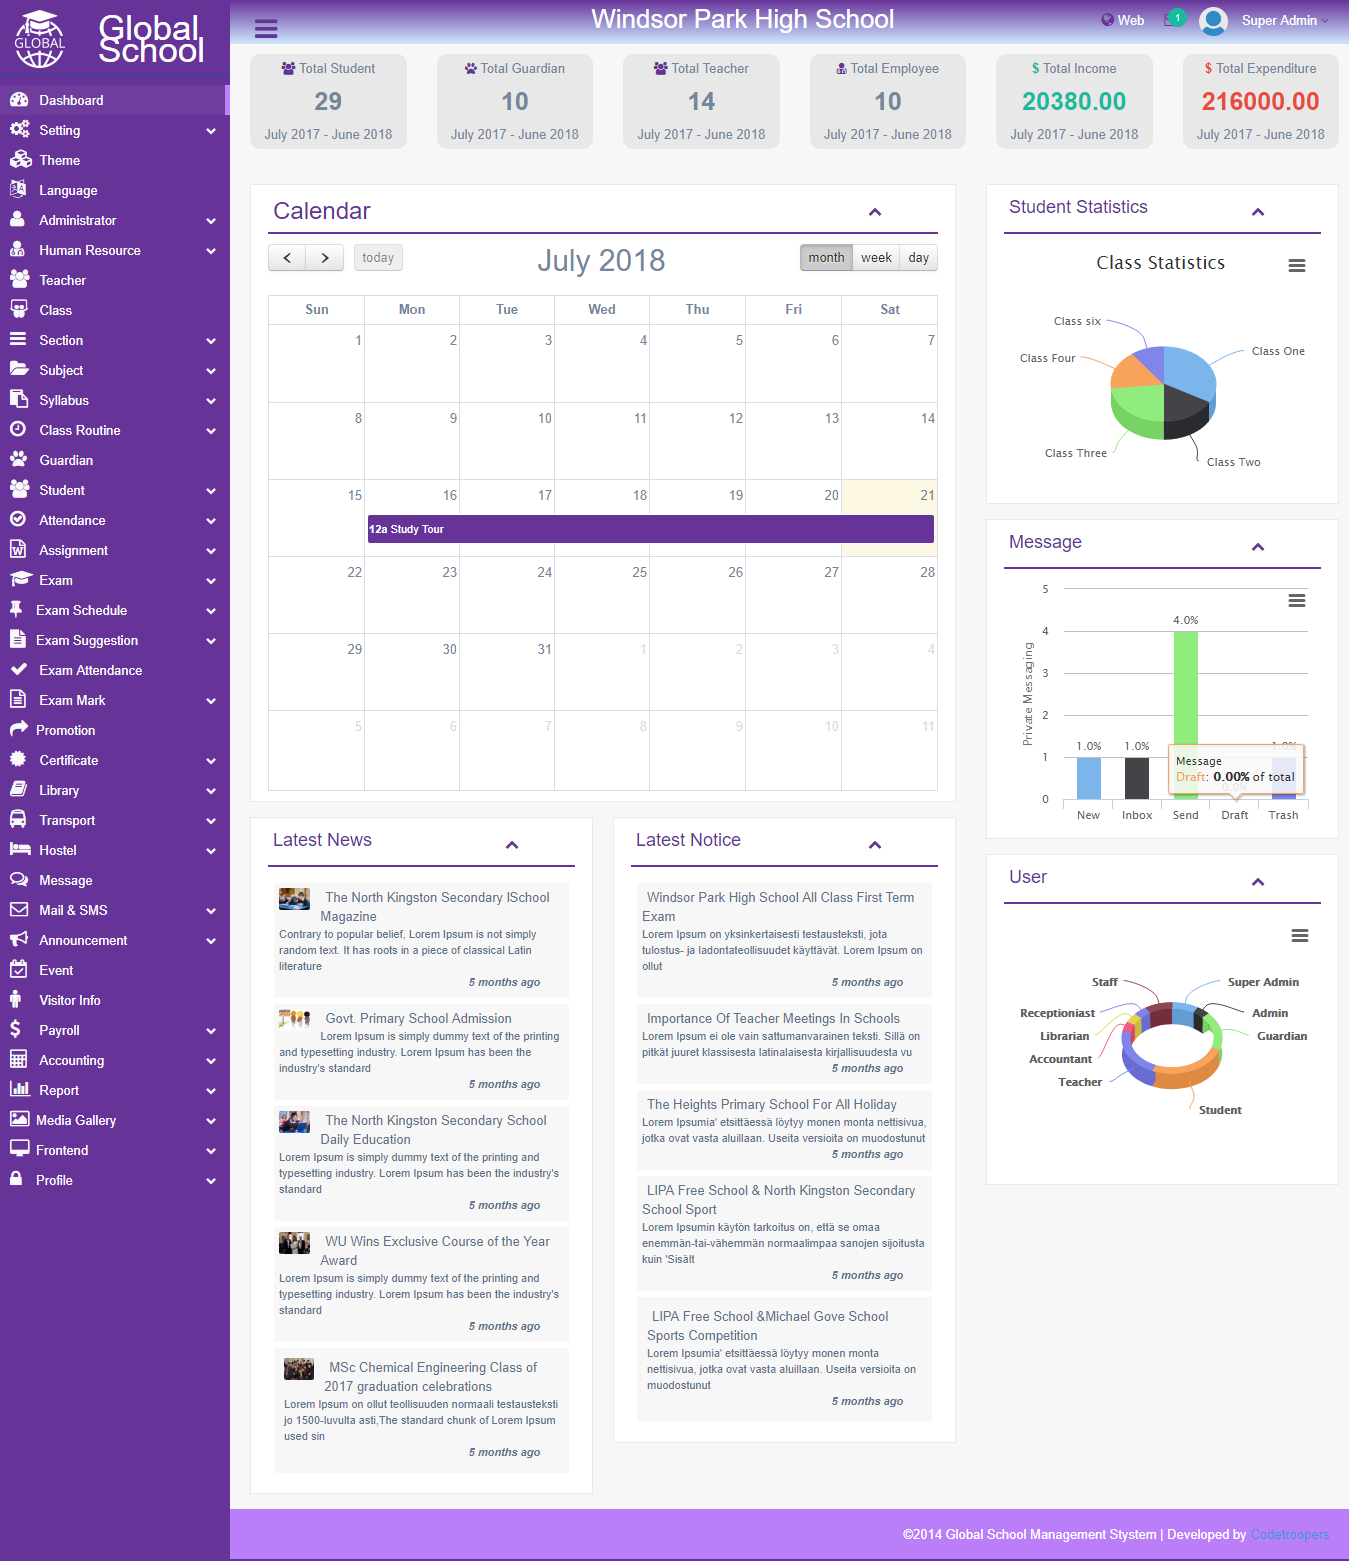 GLOBAL
Global
School
Windsor Park High School
Web
1
Super Admin
Dashboard
Setting
Theme
Language
Administrator
Human Resource
Teacher
Class
Section
Subject
Syllabus
Class Routine
Guardian
Student
Attendance
Assignment
Exam
Exam Schedule
Exam Suggestion
Exam Attendance
Exam Mark
Promotion
Certificate
Library
Transport
Hostel
Message
Mail & SMS
Announcement
Event
Visitor Info
Payroll
Accounting
Report
Media Gallery
Frontend
Profile
Total Student
29
July 2017 - June 2018
Total Guardian
10
July 2017 - June 2018
Total Teacher
14
July 2017 - June 2018
Total Employee
10
July 2017 - June 2018
$ Total Income
20380.00
July 2017 - June 2018
$ Total Expenditure
216000.00
July 2017 - June 2018
Calendar
today
July 2018
month week day
Sun Mon Tue Wed Thu Fri Sat
1 2 3 4 5 6 7
8 9 10 11 12 13 14
15 16 17 18 19 20 21
12a Study Tour
22 23 24 25 26 27 28
29 30 31 1 2 3 4
5 6 7 8 9 10 11
Latest News
The North Kingston Secondary ISchool
Magazine
Contrary to popular belief, Lorem Ipsum is not simply
random text. It has roots in a piece of classical Latin
literature
5 months ago
Govt. Primary School Admission
Lorem Ipsum is simply dummy text of the printing
and typesetting industry. Lorem Ipsum has been the
industry's standard
5 months ago
The North Kingston Secondary School
Daily Education
Lorem Ipsum is simply dummy text of the printing and
typesetting industry. Lorem Ipsum has been the industry's
standard
5 months ago
WU Wins Exclusive Course of the Year
Award
Lorem Ipsum is simply dummy text of the printing and
typesetting industry. Lorem Ipsum has been the industry's
standard
5 months ago
MSc Chemical Engineering Class of
2017 graduation celebrations
Lorem Ipsum on ollut teollisuuden normaali testausteksti
jo 1500-luvulta asti,The standard chunk of Lorem Ipsum
used sin
5 months ago
Latest Notice
Windsor Park High School All Class First Term
Exam
Lorem Ipsum on yksinkertaisesti testausteksti, jota
tulostus- ja ladontateollisuudet käyttävät. Lorem Ipsum on
ollut
5 months ago
Importance Of Teacher Meetings In Schools
Lorem Ipsum ei ole vain sattumanvarainen teksti. Sillä on
pitkät juuret klassisesta latinalaisesta kirjallisuudesta vu
5 months ago
The Heights Primary School For All Holiday
Lorem Ipsumia' etsittäessä löytyy monen monta nettisivua,
jotka ovat vasta aluillaan. Useita versioita on muodostunut
5 months ago
LIPA Free School & North Kingston Secondary
School Sport
Lorem Ipsumin käytön tarkoitus on, että se omaa
enemmän-tai-vähemmän normaalimpaa sanojen sijoitusta
kuin 'Sisält
5 months ago
LIPA Free School &Michael Gove School
Sports Competition
Lorem Ipsumia' etsittäessä löytyy monen monta
nettisivua, jotka ovat vasta aluillaan. Useita versioita on
muodostunut
5 months ago
Student Statistics
Class Statistics
Class six
Class One
Class Four
Class Three
Class Two
Message
Private Messaging
5
4
3
2
1
0
1.0%
1.0%
4.0%
0.0%
1.0%
Message
Draft: 0.00% of total
New Inbox Send Draft Trash
User
Staff
Super Admin
Receptioniast
Admin
Librarian
Guardian
Accountant
Teacher
Student
©2014 Global School Management Stystem | Developed by Codetroopers